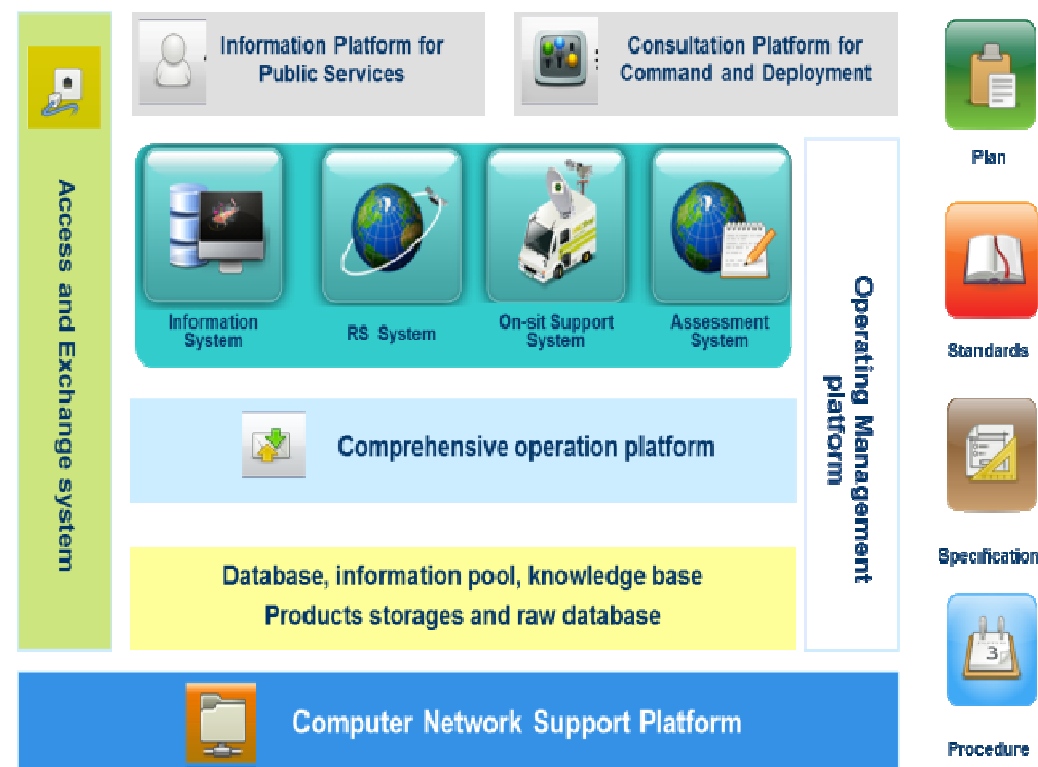 Information Platform for
Public Services
Consultation Platform for
Command and Deployment
Plan
Access and Exchange system
Information
System
RS System
On-sit Support
System
Assessment
System
Operating Management
platform
Standards
Comprehensive operation platform
Specification
Database, information pool, knowledge base
Products storages and raw database
3
Computer Network Support Platform
Procedure